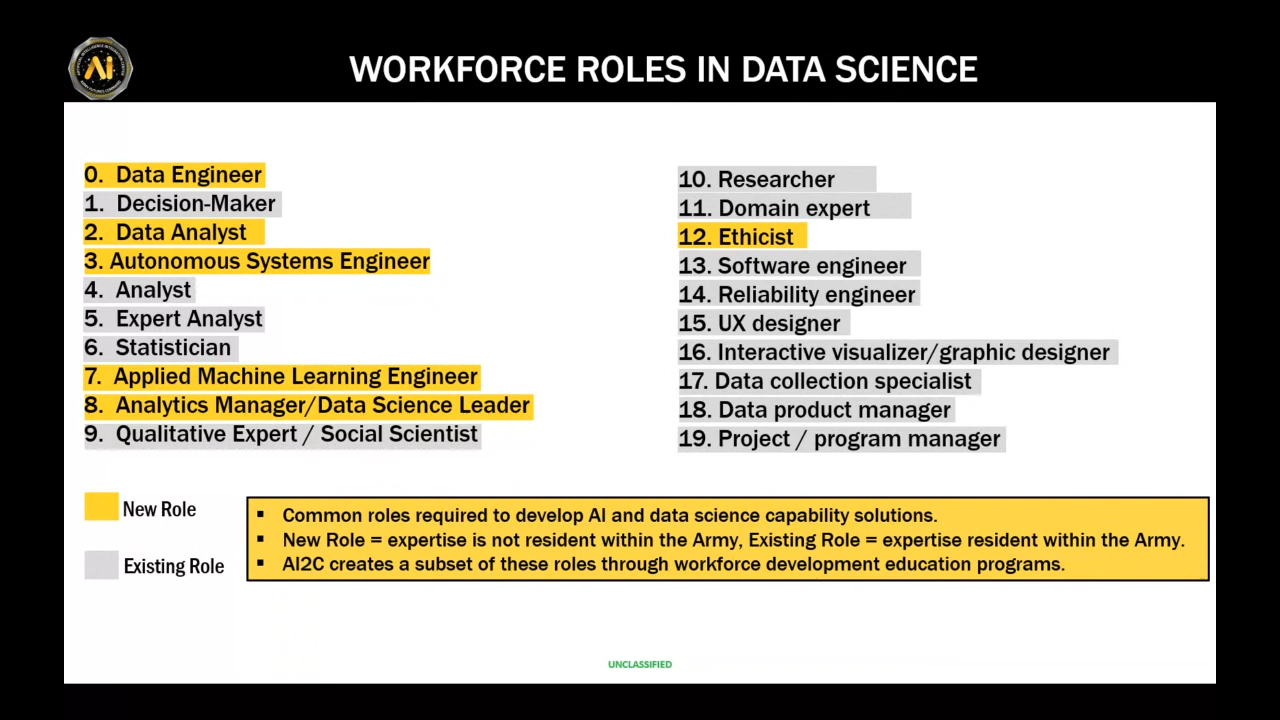 WORKFORCE ROLES IN DATA SCIENCE
0. Data Engineer
1. Decision-Maker
2. Data Analyst
3. Autonomous Systems Engineer
4. Analyst
5. Expert Analyst
6. Statistician
7. Applied Machine Learning Engineer
8. Analytics Manager/Data Science Leader
9. Qualitative Expert / Social Scientist
10. Researcher
11. Domain expert
12. Ethicist
13. Software engineer
14. Reliability engineer
15. UX designer
16. Interactive visualizer/graphic designer
17. Data collection specialist
18. Data product manager
19. Project / program manager
New Role
Existing Role
▪ Common roles required to develop AI and data science capability solutions.
▪ New Role = expertise is not resident within the Army, Existing Role = expertise resident within the Army.
▪ AI2C creates a subset of these roles through workforce development education programs.
UNCLASSIFIED